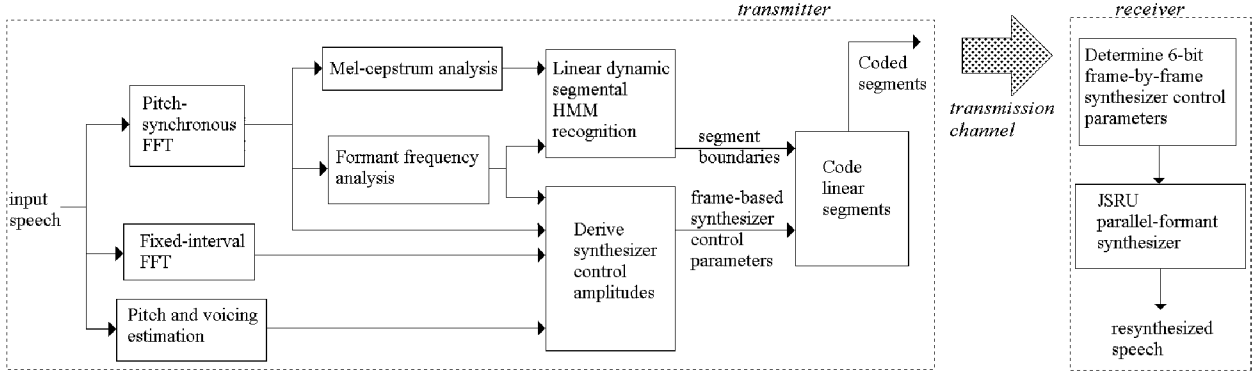 transmitter
receiver
input
speech
Pitch-
synchronous
FFT
Fixed-interval
FFT
Pitch and voicing
estimation
Mel-cepstrum analysis
Formant frequency
analysis
Linear dynamic
segmental
HMM
recognition
Derive
synthesizer
control
amplitudes
segment
boundaries
frame-based
synthesizer
control
parameters
Code
linear
segments
Coded
segments
transmission
channel
Determine 6-bit
frame-by-frame
synthesizer control
parameters
JSRU
parallel-formant
synthesizer
resynthesized
speech